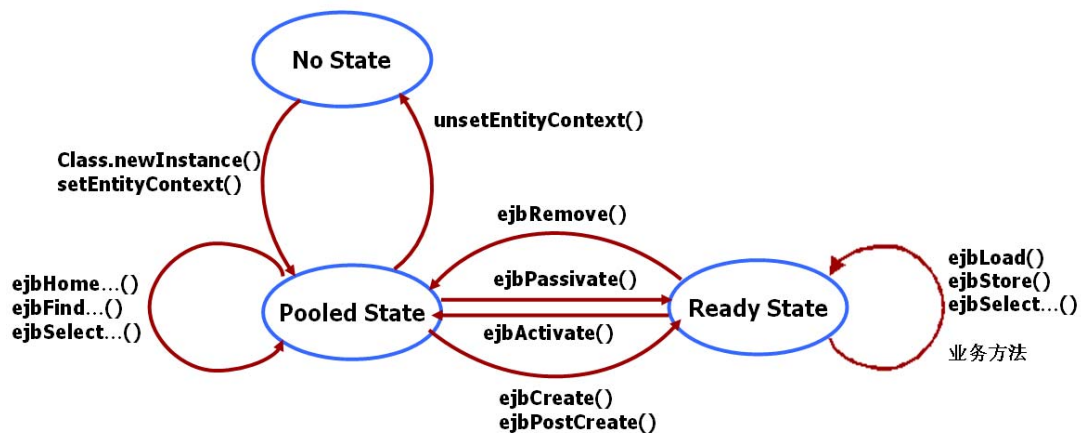 No State
unsetEntityContext()
Class.newInstance()
setEntityContext()
ejbRemove()
ejbHome...()
ejbFind...()
ejbSelect...()
Pooled State
ejbPassivate()
ejbActivate()
Ready State
ejbLoad()
ejbStore()
ejbSelect...()
业务方法
ejbCreate()
ejbPostCreate()